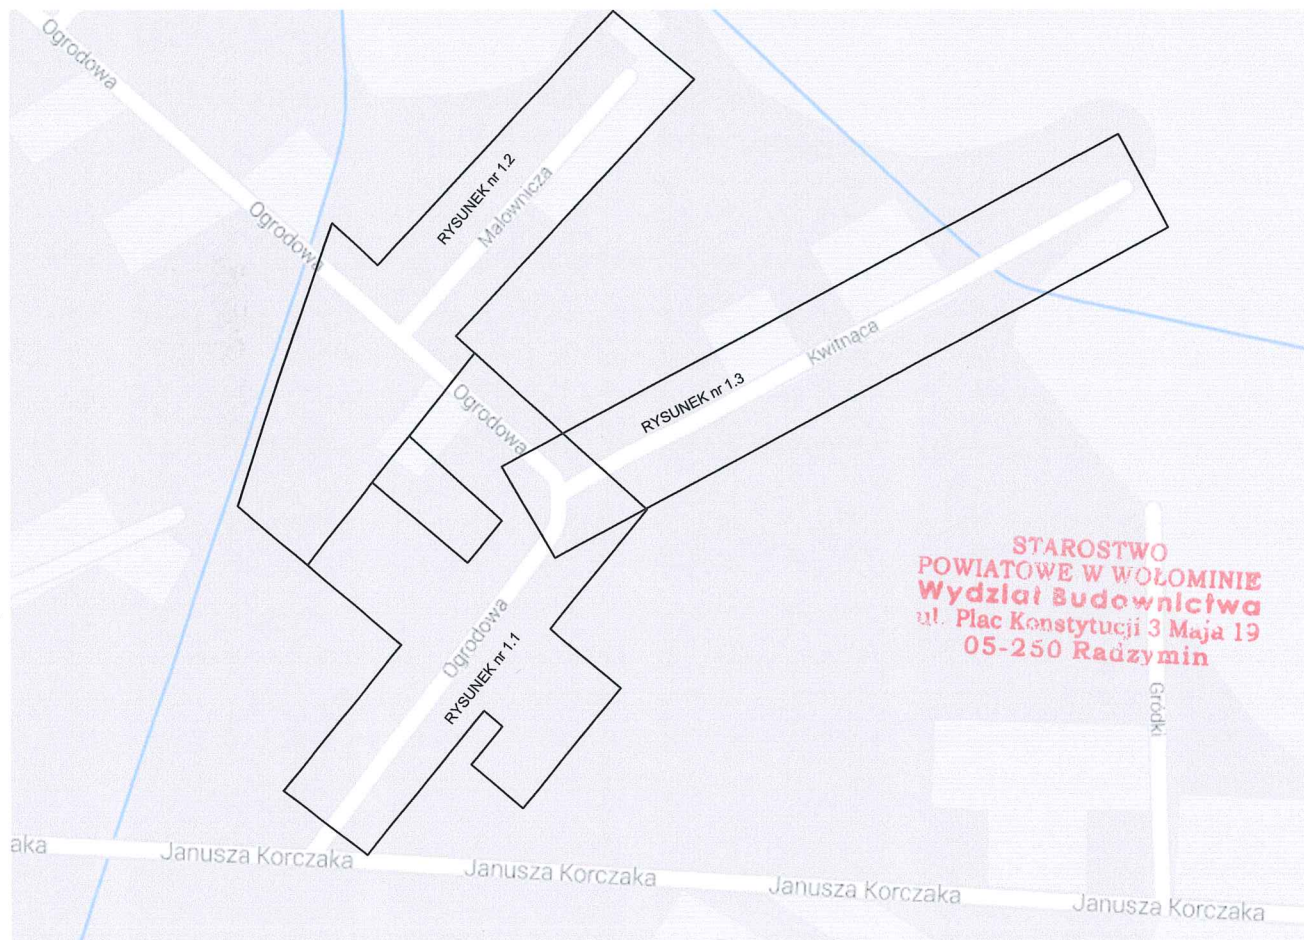 Ogrodowa
RYSUNEK nr 1.2
Malownicza
Ogrodowa
Kwitnąca
RYSUNEK nr 1.3
Ogrodowa
STAROSTWO
POWIATOWE W WOŁOMINIE
Wydział Budownictwa
ul. Plac Konstytucji 3 Maja 19
05-250 Radzymin
Ogrodowa
RYSUNEK nr 1.1
Gródki
aka
Janusza Korczaka
Janusza Korczaka
Janusza Korczaka
Janusza Korczaka